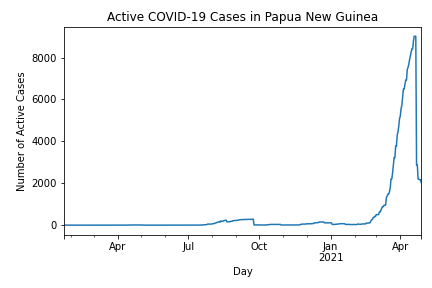 Active COVID-19 Cases in Papua New Guinea
Number of Active Cases
8000
6000
4000
2000
0
Apr Jul Oct Jan Apr
2021
Day